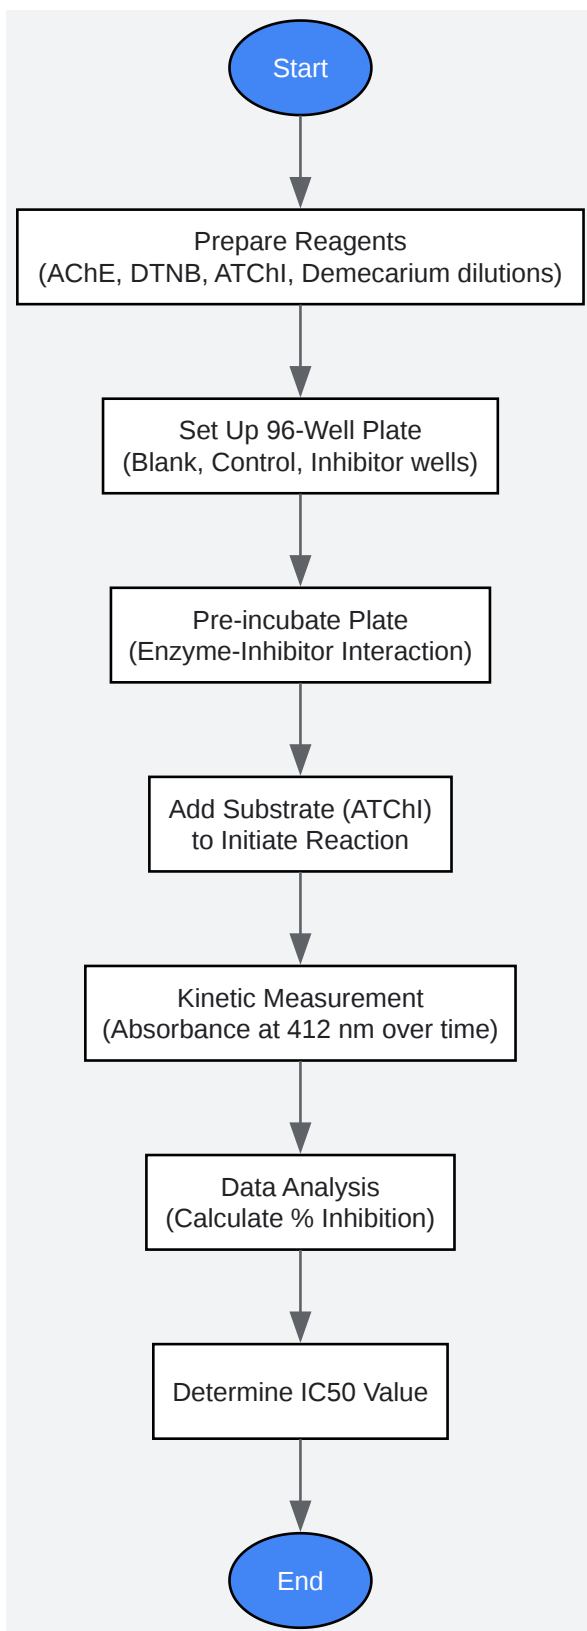 Start
Prepare Reagents
(AChE, DTNB, ATChI, Demecarium dilutions)
Set Up 96-Well Plate
(Blank, Control, Inhibitor wells)
Pre-incubate Plate
(Enzyme-Inhibitor Interaction)
Add Substrate (ATChI)
to Initiate Reaction
Kinetic Measurement
(Absorbance at 412 nm over time)
Data Analysis
(Calculate % Inhibition)
Determine IC50 Value
End